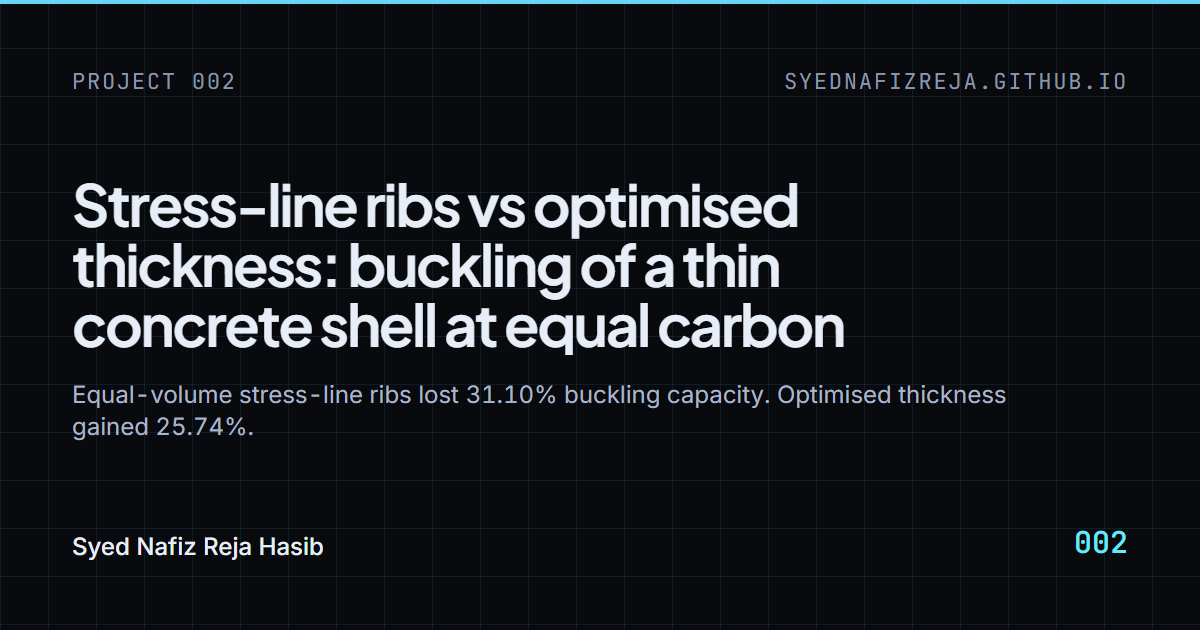 PROJECT 002
SYEDNAFIZREJA.GITHUB.IO
Stress-line ribs vs optimised
thickness: buckling of a thin
concrete shell at equal carbon
Equal-volume stress-line ribs lost 31.10% buckling capacity. Optimised thickness
gained 25.74%.
Syed Nafiz Reja Hasib
002